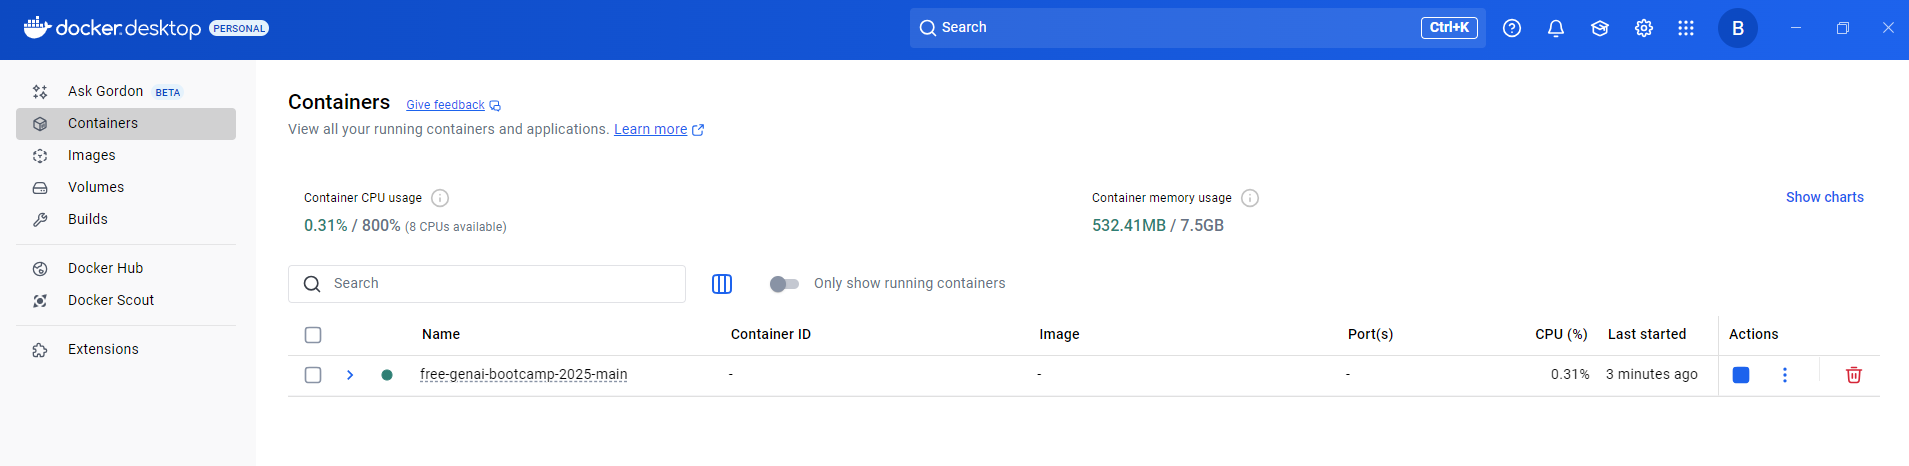 docker.desktop PERSONAL
Search Ctrl+K
B
Ask Gordon BETA
Containers
Images
Volumes
Builds
Docker Hub
Docker Scout
Extensions
Containers Give feedback
View all your running containers and applications. Learn more
Container CPU usage
0.31% / 800% (8 CPUs available)
Container memory usage
532.41MB / 7.5GB
Show charts
Search
Only show running containers
Name Container ID Image Port(s) CPU (%) Last started Actions
free-genai-bootcamp-2025-main - - - 0.31% 3 minutes ago